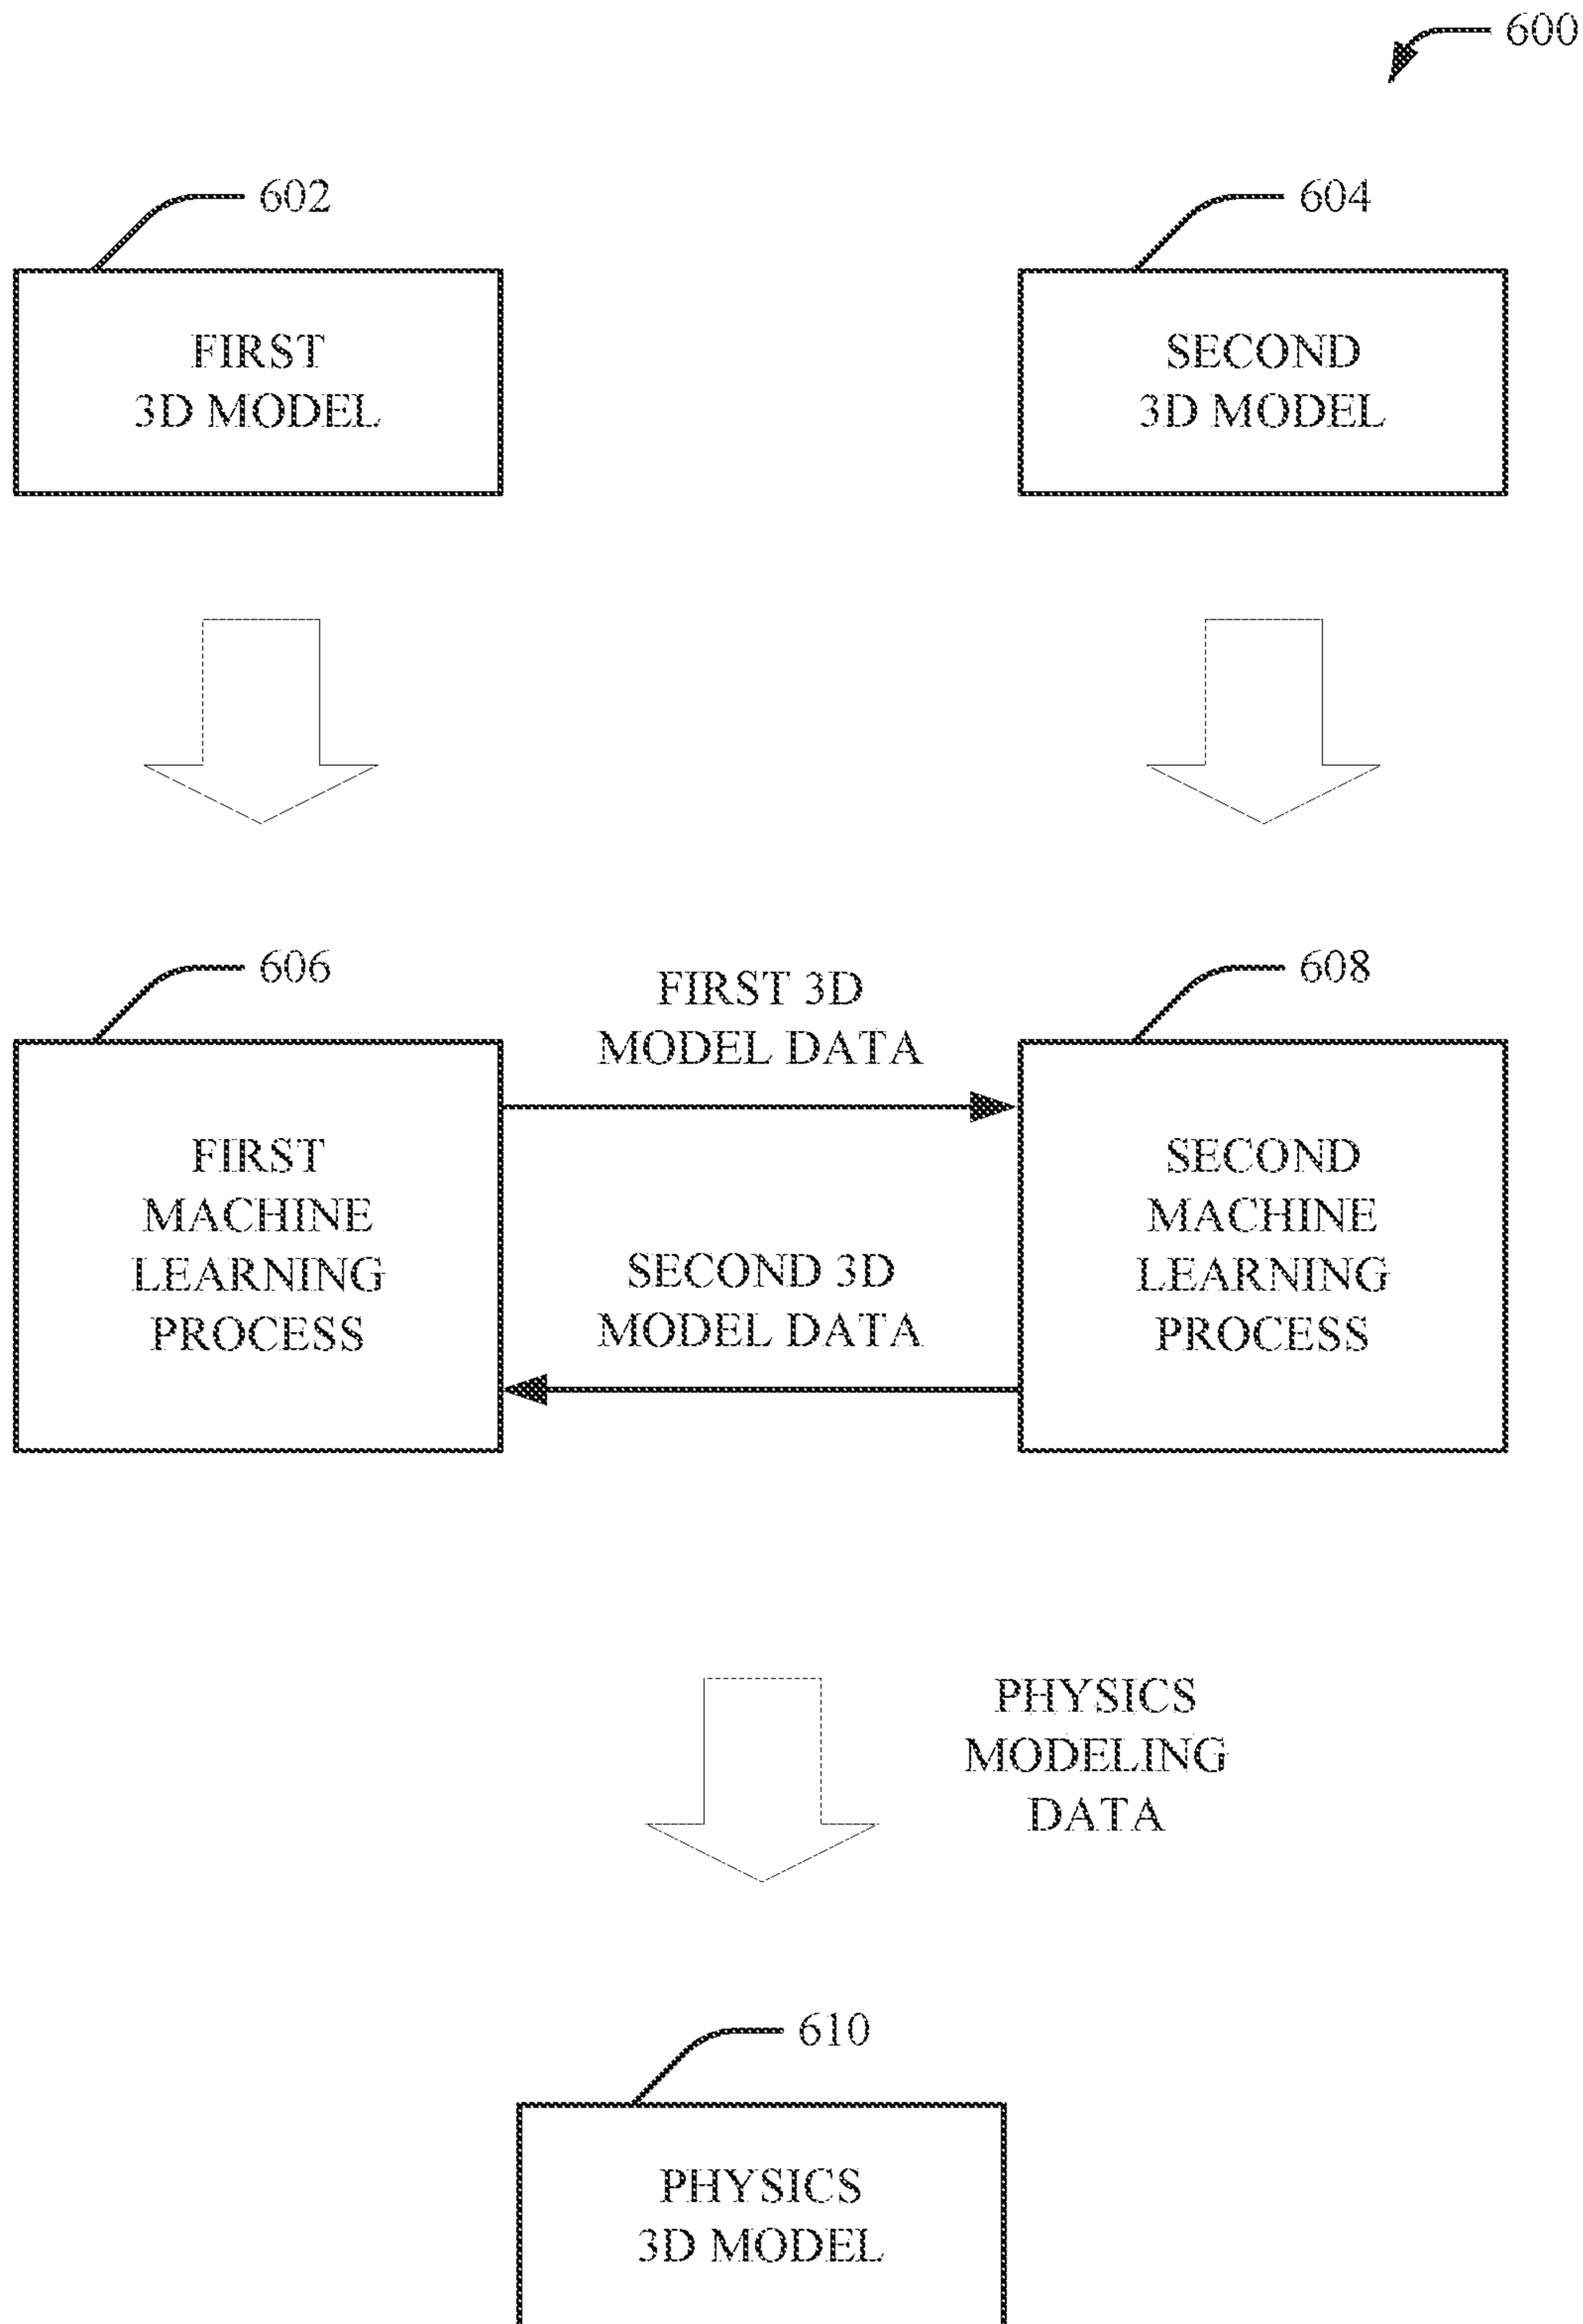 600
602
604
FIRST
3D MODEL
SECOND
3D MODEL
606
608
FIRST 3D
MODEL DATA
FIRST
MACHINE
LEARNING
PROCESS
SECOND 3D
MODEL DATA
SECOND
MACHINE
LEARNING
PROCESS
PHYSICS
MODELING
DATA
610
PHYSICS
3D MODEL